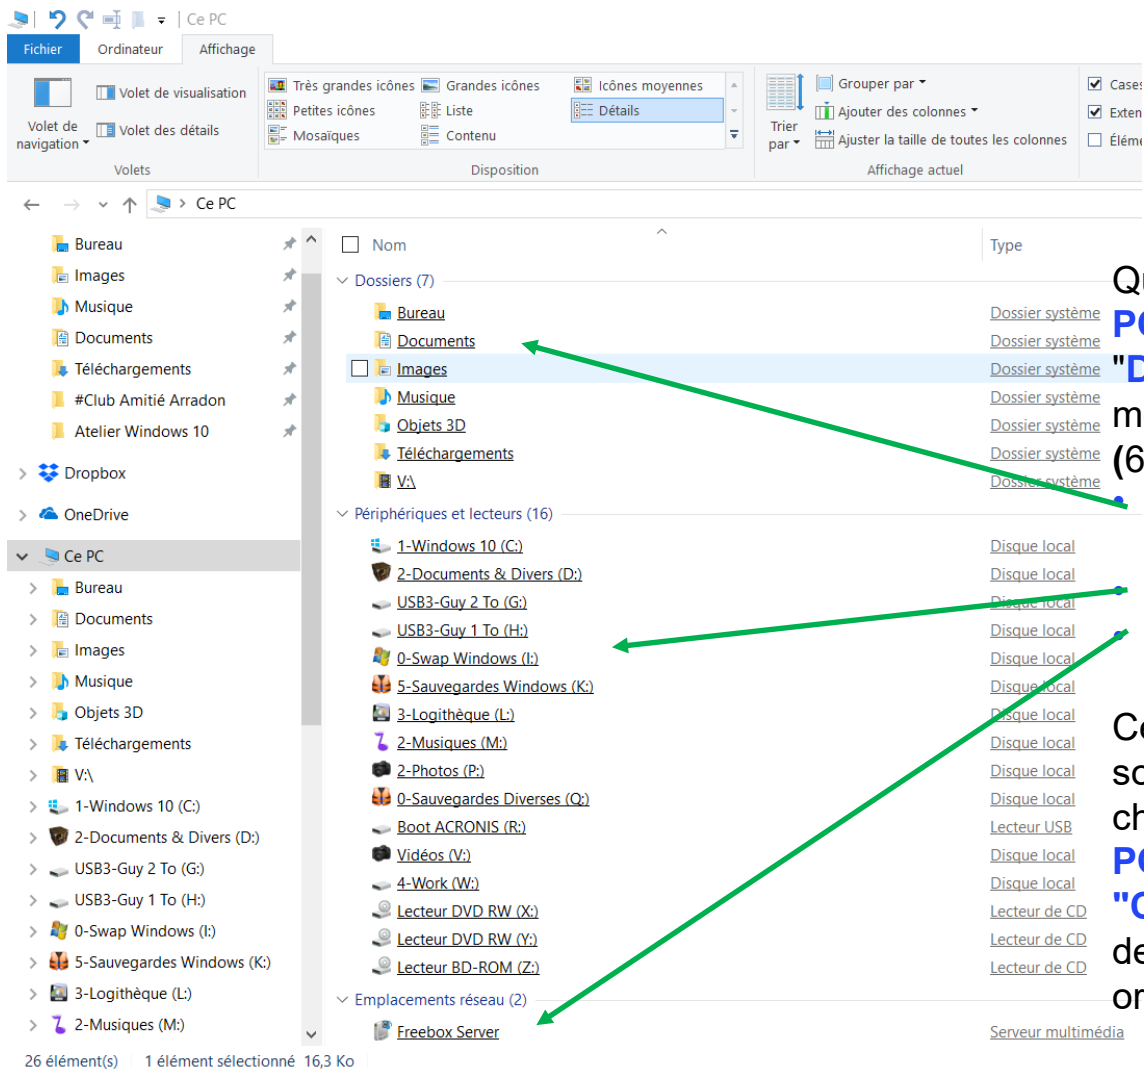 Ce PC
Fichier Ordinateur Affichage
Volet de navigation
Volet de visualisation
Volet des détails
Volets
Très grandes icônes Grandes icônes Icônes moyennes
Petites icônes Liste Détails
Mosaïques Contenu
Disposition
Trier par
Grouper par
Ajouter des colonnes
Ajuster la taille de toutes les colonnes
Affichage actuel
Ce PC
Bureau
Images
Musique
Documents
Téléchargements
#Club Amitié Arradon
Atelier Windows 10
Dropbox
OneDrive
Ce PC
Bureau
Documents
Images
Musique
Objets 3D
Téléchargements
V:\
1-Windows 10 (C:)
2-Documents & Divers (D:)
USB3-Guy 2 To (G:)
USB3-Guy 1 To (H:)
0-Swap Windows (I:)
5-Sauvegardes Windows (K:)
3-Logithèque (L:)
2-Musiques (M:)
Nom Type
Dossiers (7)
Bureau Dossier système
Documents Dossier système
Images Dossier système
Musique Dossier système
Objets 3D Dossier système
Téléchargements Dossier système
V:\ Dossier système
Périphériques et lecteurs (16)
1-Windows 10 (C:) Disque local
2-Documents & Divers (D:) Disque local
USB3-Guy 2 To (G:) Disque local
USB3-Guy 1 To (H:) Disque local
0-Swap Windows (I:) Disque local
5-Sauvegardes Windows (K:) Disque local
3-Logithèque (L:) Disque local
2-Musiques (M:) Disque local
2-Photos (P:) Disque local
0-Sauvegardes Diverses (Q:) Disque local
Boot ACRONIS (R:) Lecteur USB
Vidéos (V:) Disque local
4-Work (W:) Disque local
Lecteur DVD RW (X:) Lecteur de CD
Lecteur DVD RW (Y:) Lecteur de CD
Lecteur BD-ROM (Z:) Lecteur de CD
Emplacements réseau (2)
Freebox Server Serveur multimédia
26 élément(s) 1 élément sélectionné 16,3 Ko